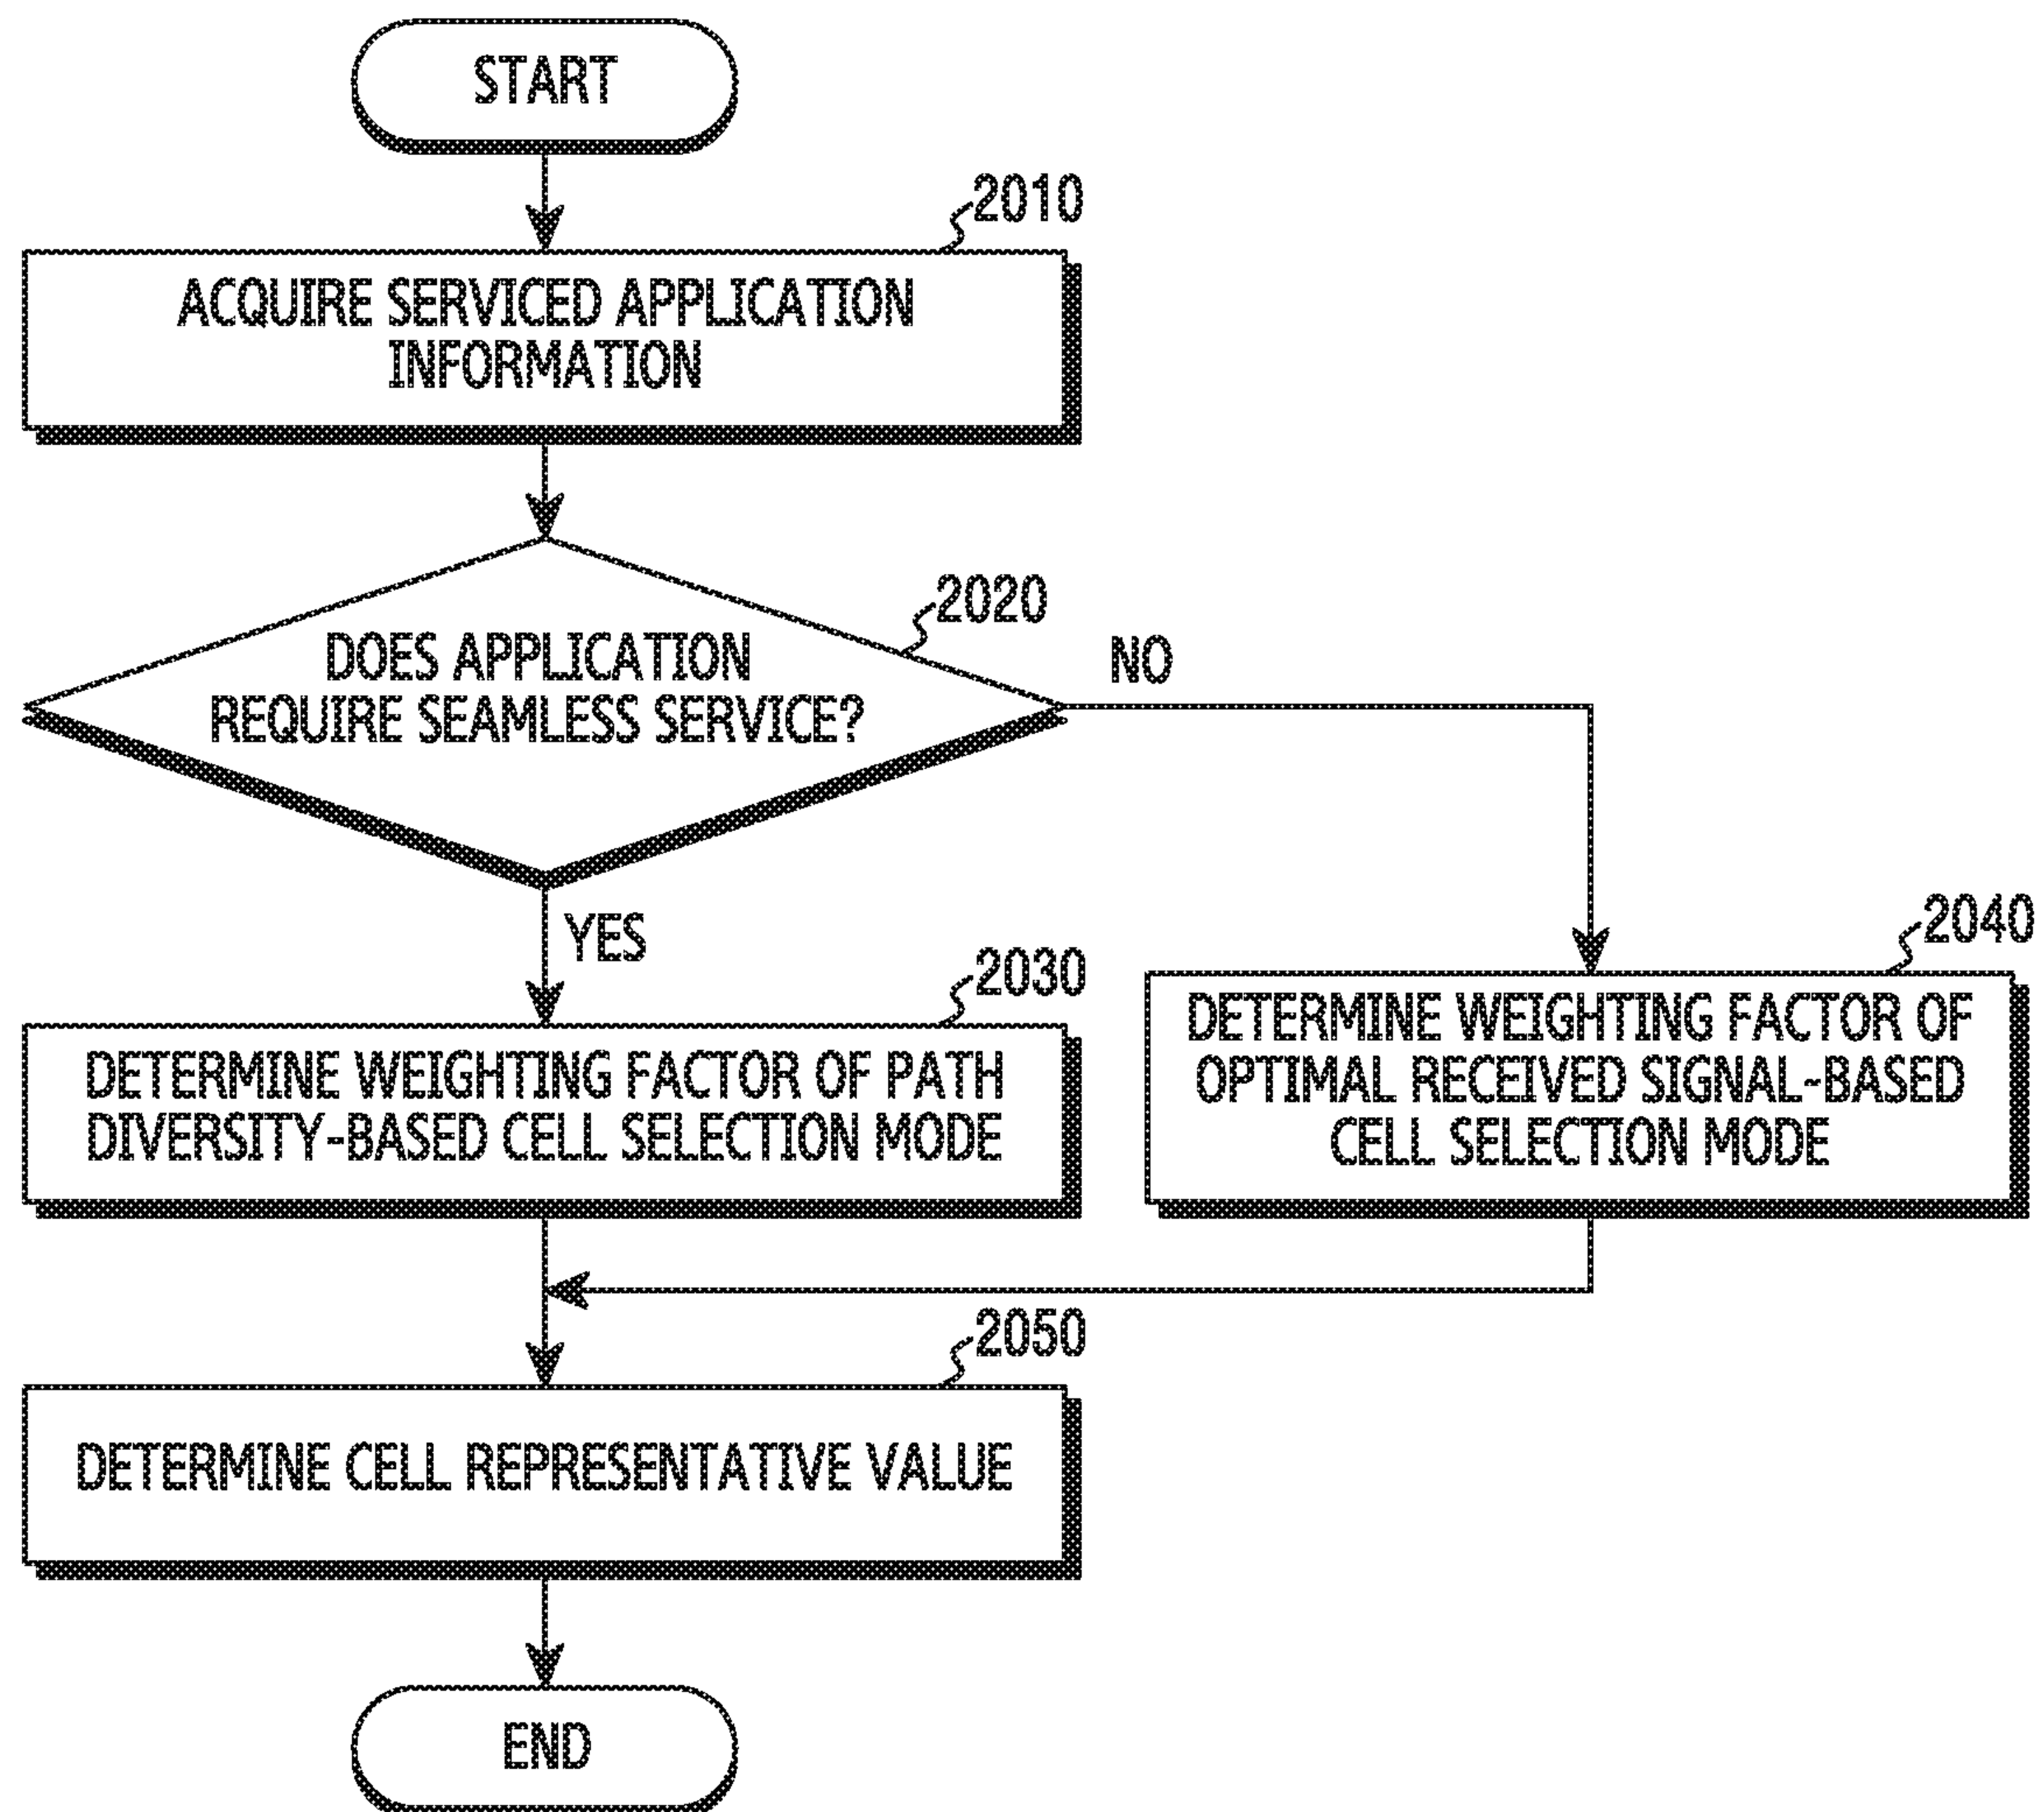 START
2010
ACQUIRE SERVICED APPLICATION
INFORMATION
2020
DOES APPLICATION
REQUIRE SEAMLESS SERVICE?
NO
YES
2030
DETERMINE WEIGHTING FACTOR OF PATH
DIVERSITY-BASED CELL SELECTION MODE
2040
DETERMINE WEIGHTING FACTOR OF
OPTIMAL RECEIVED SIGNAL-BASED
CELL SELECTION MODE
2050
DETERMINE CELL REPRESENTATIVE VALUE
END